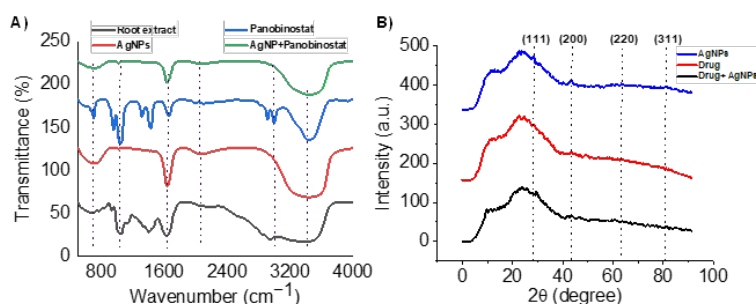 A)
Root extract
Panobinostat
AgNPs
AgNP+Panobinostat
Transmittance (%)
250
200
150
100
50
0
800 1600 2400 3200 4000
Wavenumber (cm⁻¹)
B)
(111) (200) (220) (311)
AgNPs
Drug
Drug+ AgNPs
Intensity (a.u.)
500
400
300
200
100
0
0 20 40 60 80 100
2θ (degree)